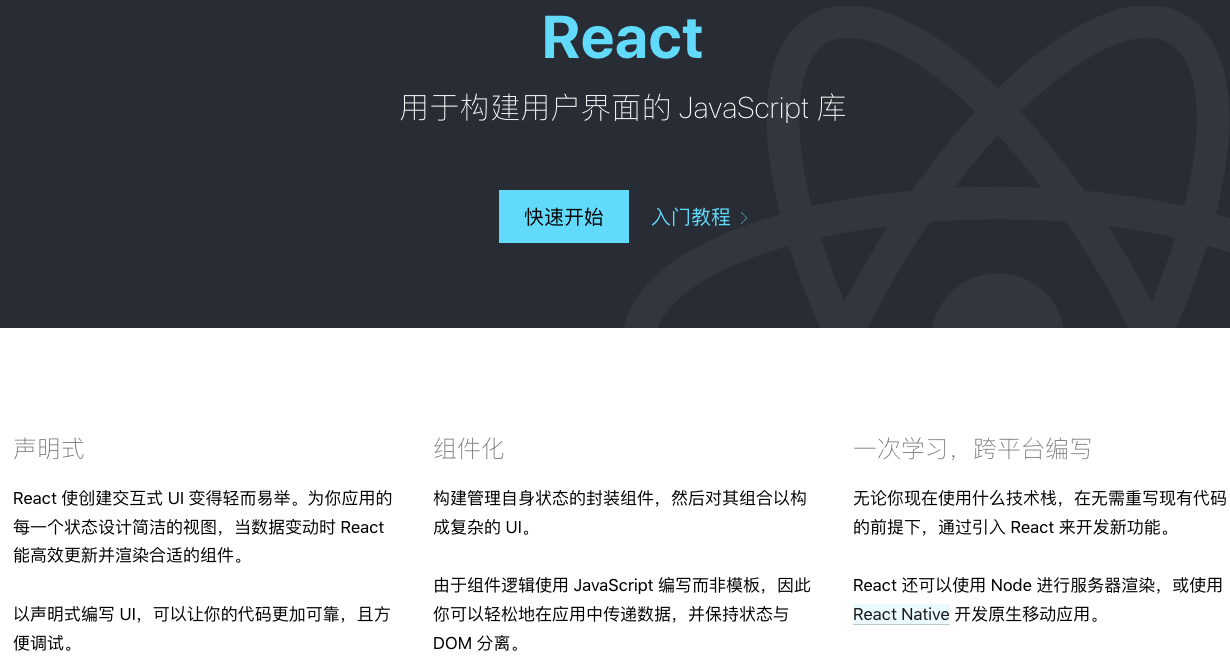 React
用于构建用户界面的 JavaScript 库
快速开始
入门教程 >
声明式
React 使创建交互式 UI 变得轻而易举。为你应用的
每一个状态设计简洁的视图，当数据变动时 React
能高效更新并渲染合适的组件。
以声明式编写 UI，可以让你的代码更加可靠，且方
便调试。
组件化
构建管理自身状态的封装组件，然后对其组合以构
成复杂的 UI。
由于组件逻辑使用 JavaScript 编写而非模板，因此
你可以轻松地在应用中传递数据，并保持状态与
DOM 分离。
一次学习，跨平台编写
无论你现在使用什么技术栈，在无需重写现有代码
的前提下，通过引入 React 来开发新功能。
React 还可以使用 Node 进行服务器渲染，或使用
React Native 开发原生移动应用。